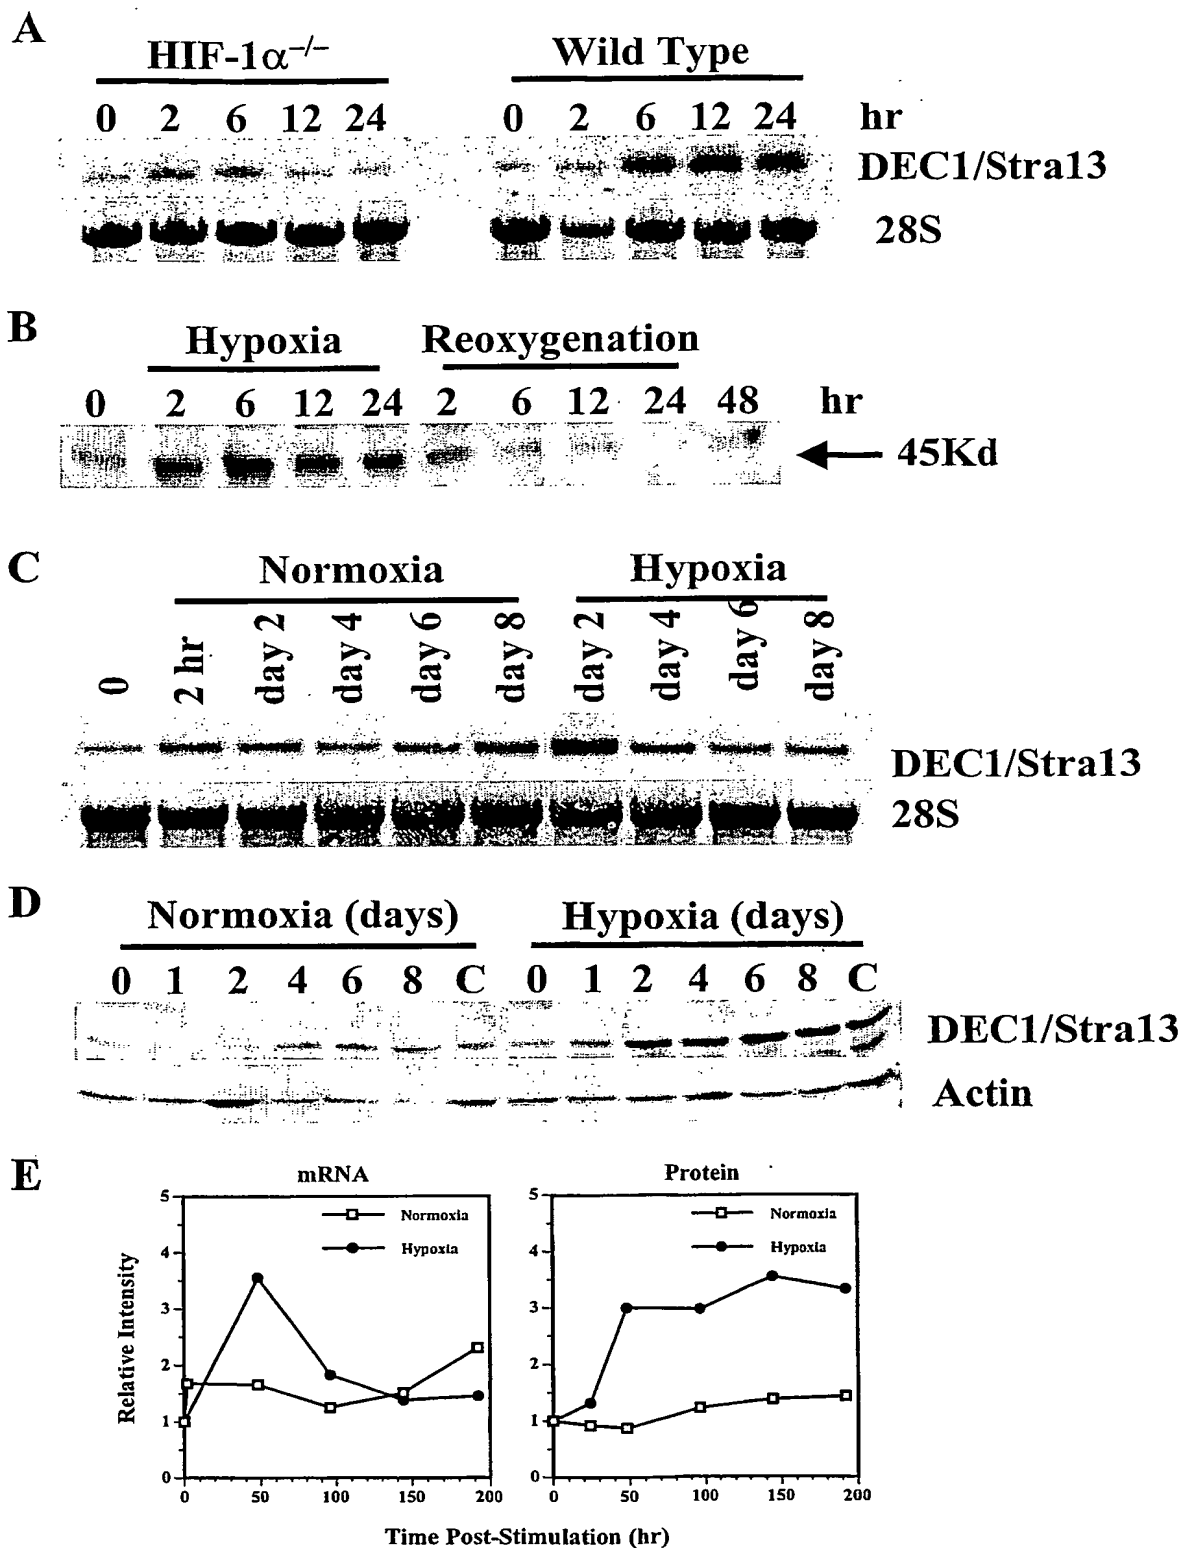 A
HIF-1α⁻/⁻ Wild Type
0 2 6 12 24 0 2 6 12 24 hr
DEC1/Stra13
28S
B
Hypoxia Reoxygenation
0 2 6 12 24 2 6 12 24 48 hr
45Kd
C
Normoxia Hypoxia
0 2 hr day 2 day 4 day 6 day 8 day 2 day 4 day 6 day 8
DEC1/Stra13
28S
D
Normoxia (days) Hypoxia (days)
0 1 2 4 6 8 C 0 1 2 4 6 8 C
DEC1/Stra13
Actin
E
mRNA
Relative Intensity
5
4
3
2
1
0
Normoxia
Hypoxia
0 50 100 150 200
Protein
5
4
3
2
1
0
Normoxia
Hypoxia
0 50 100 150 200
Time Post-Stimulation (hr)